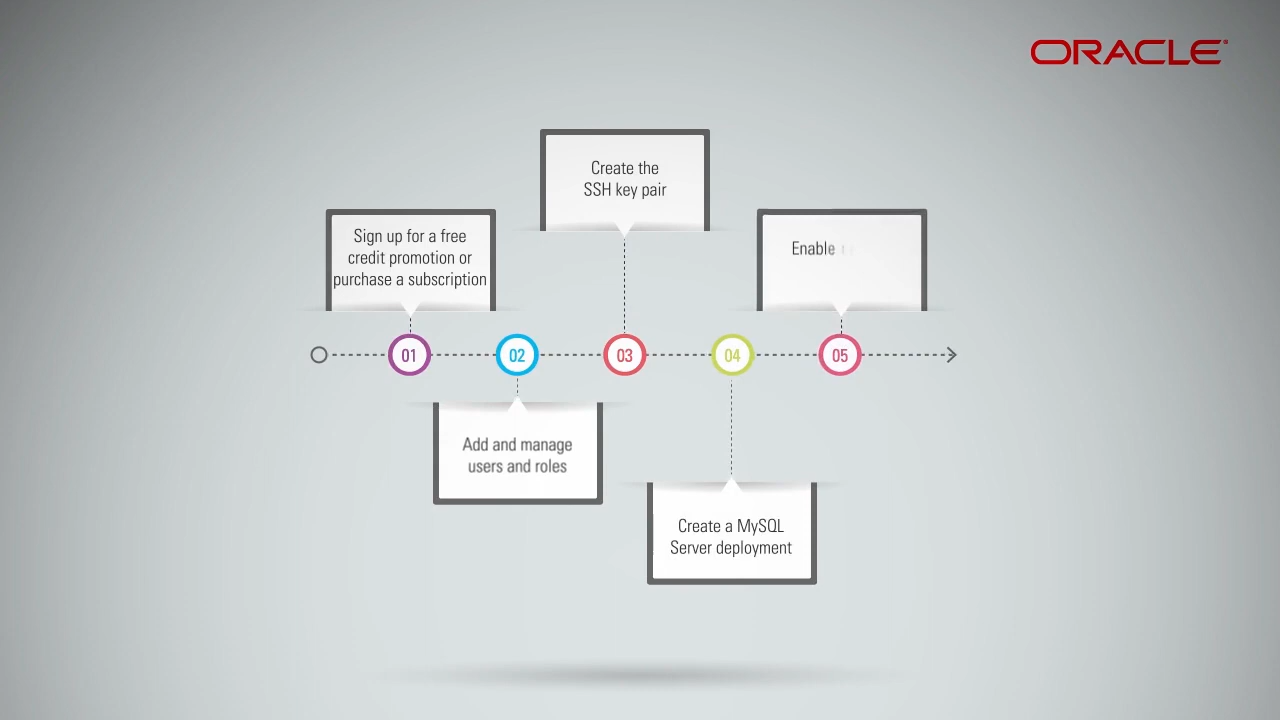 ORACLE
Create the
SSH key pair
Sign up for a free
credit promotion or
purchase a subscription
Enable
01
02
03
04
05
Add and manage
users and roles
Create a MySQL
Server deployment